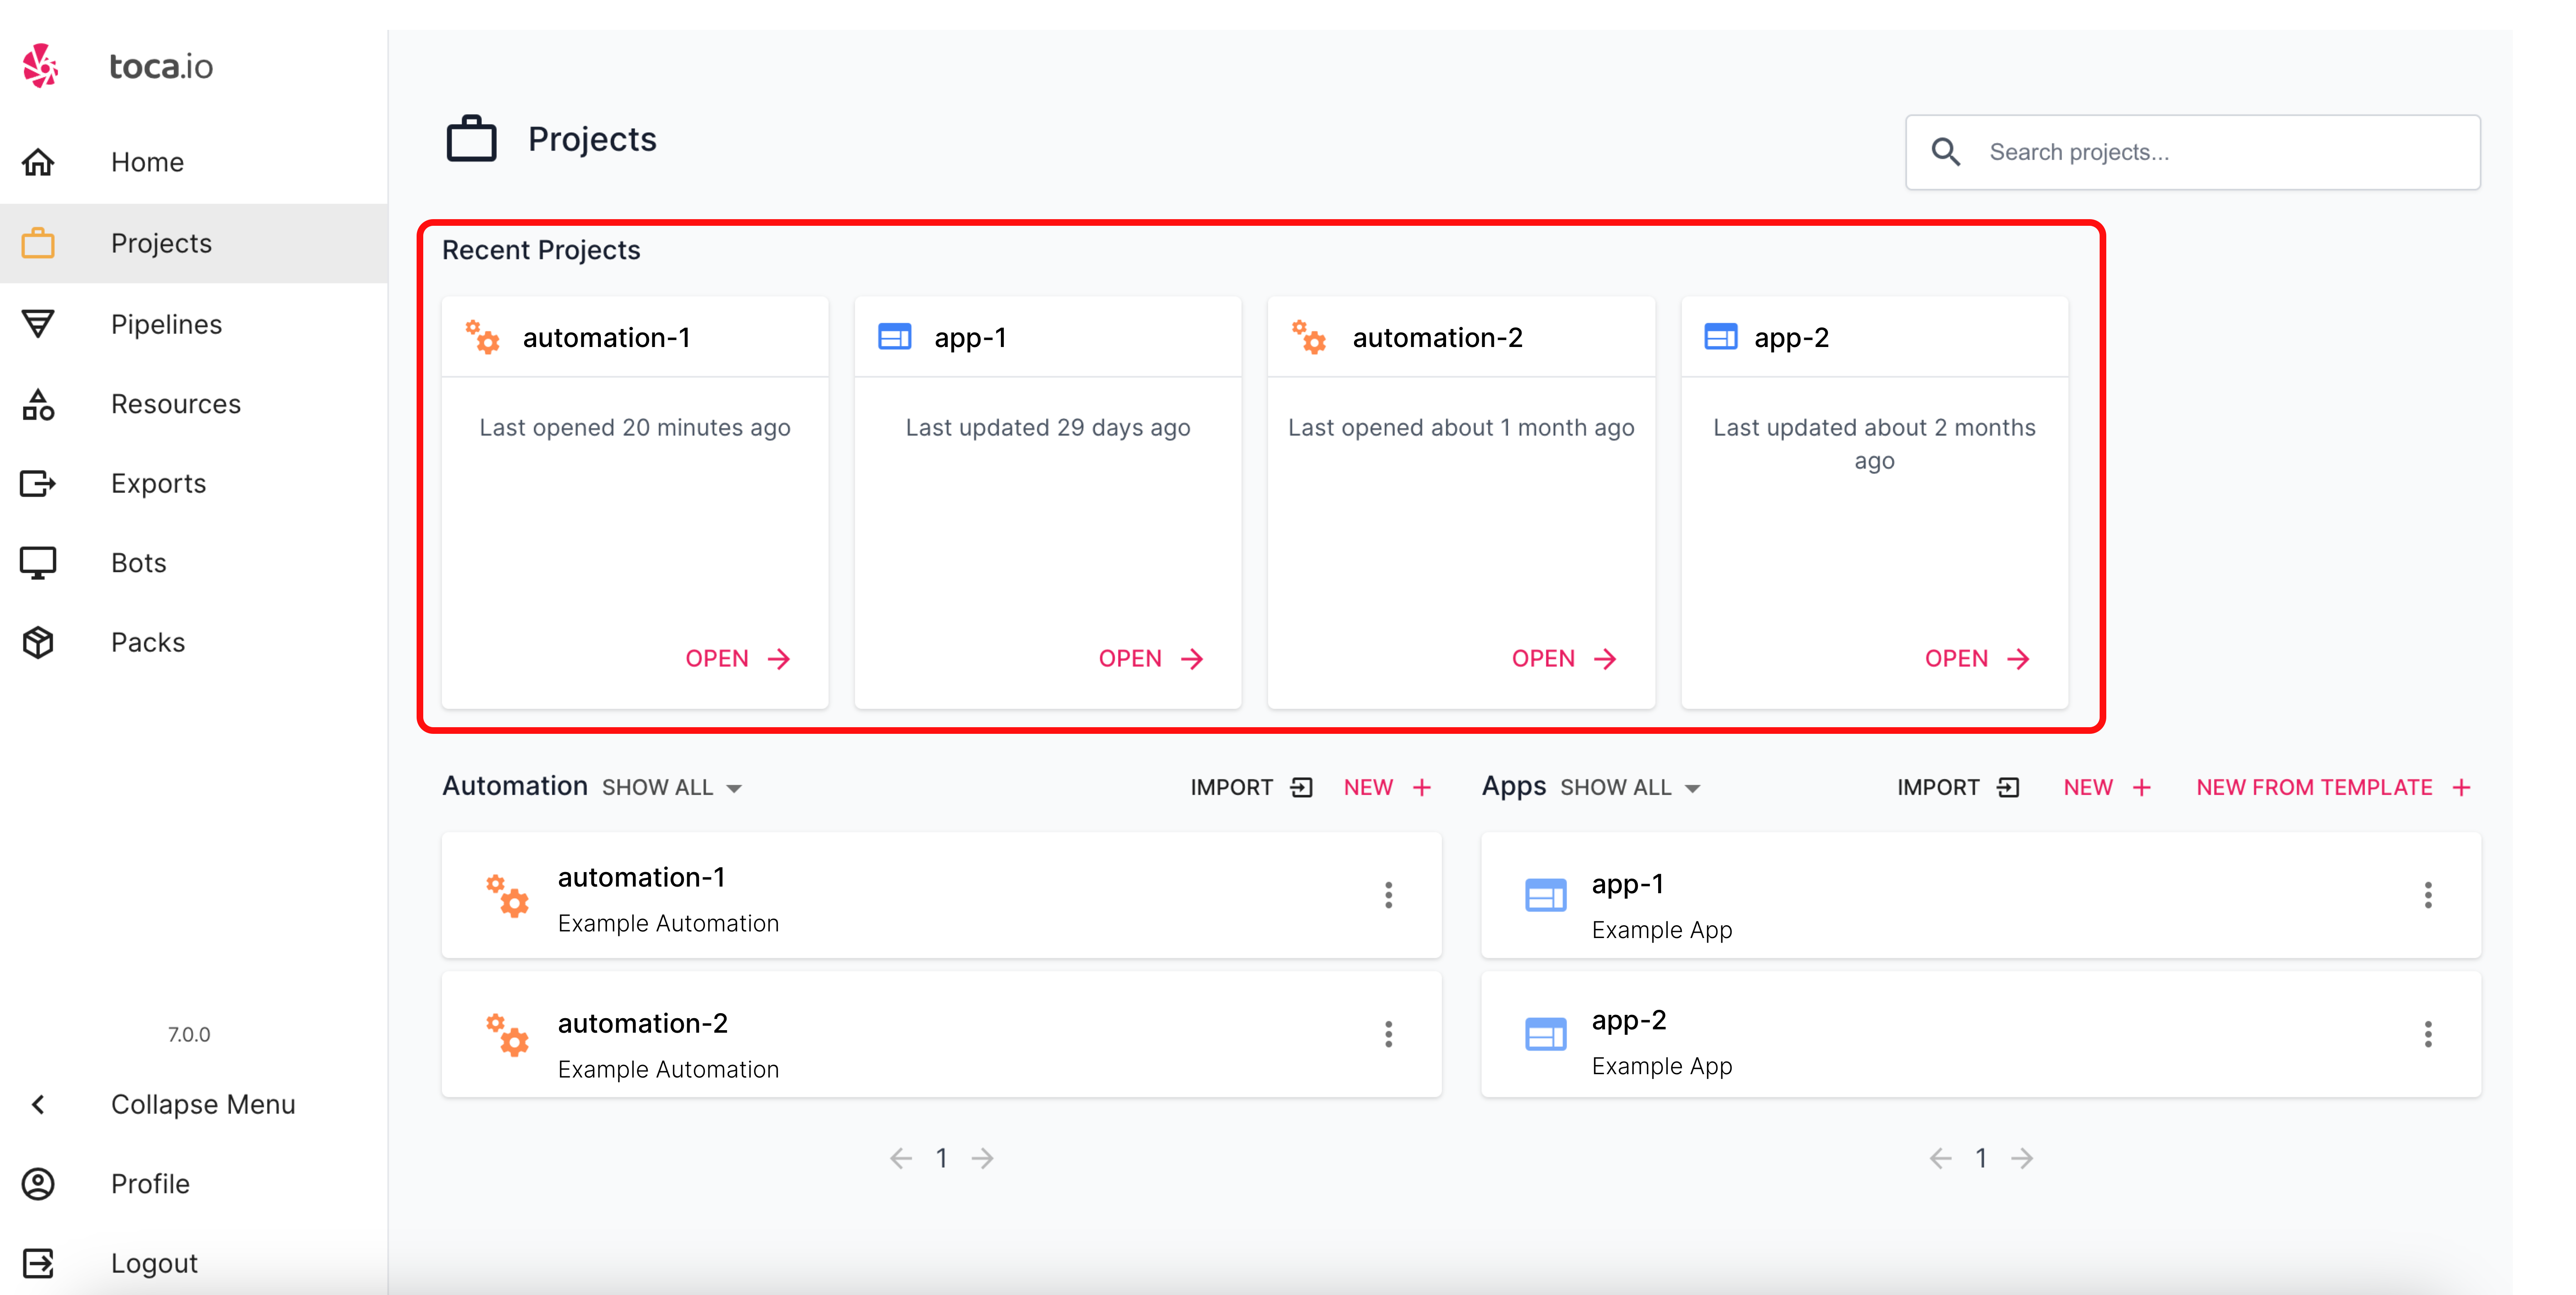 toca.io
Home
Projects
Pipelines
Resources
Exports
Bots
Packs
7.0.0
Collapse Menu
Profile
Logout
Projects
Search projects...
Recent Projects
automation-1
Last opened 20 minutes ago
OPEN
app-1
Last updated 29 days ago
OPEN
automation-2
Last opened about 1 month ago
OPEN
app-2
Last updated about 2 months
ago
OPEN
Automation SHOW ALL IMPORT NEW +
automation-1
Example Automation
automation-2
Example Automation
1
Apps SHOW ALL IMPORT NEW + NEW FROM TEMPLATE +
app-1
Example App
app-2
Example App
1